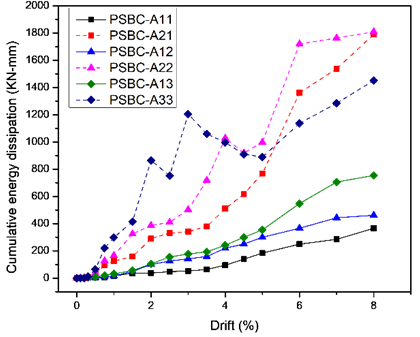 PSBC-A11
PSBC-A21
PSBC-A12
PSBC-A22
PSBC-A13
PSBC-A33
Cumulative energy dissipation (KN-mm)
2000
1800
1600
1400
1200
1000
800
600
400
200
0
0 2 4 6 8
Drift (%)